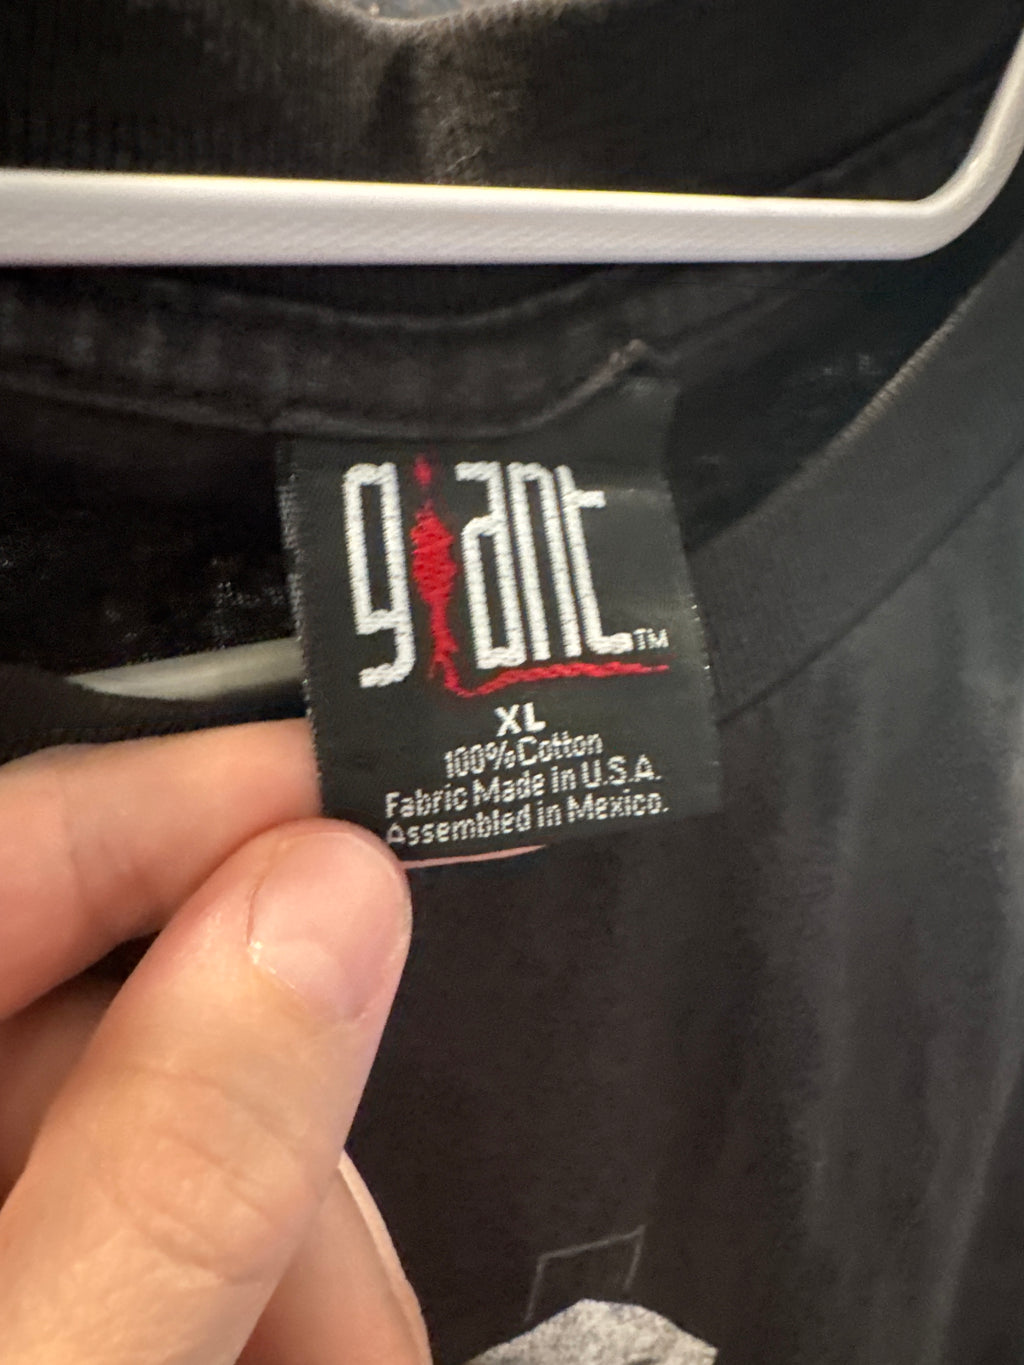 giant™
XL
100% Cotton
Fabric Made in U.S.A.
Assembled in Mexico.